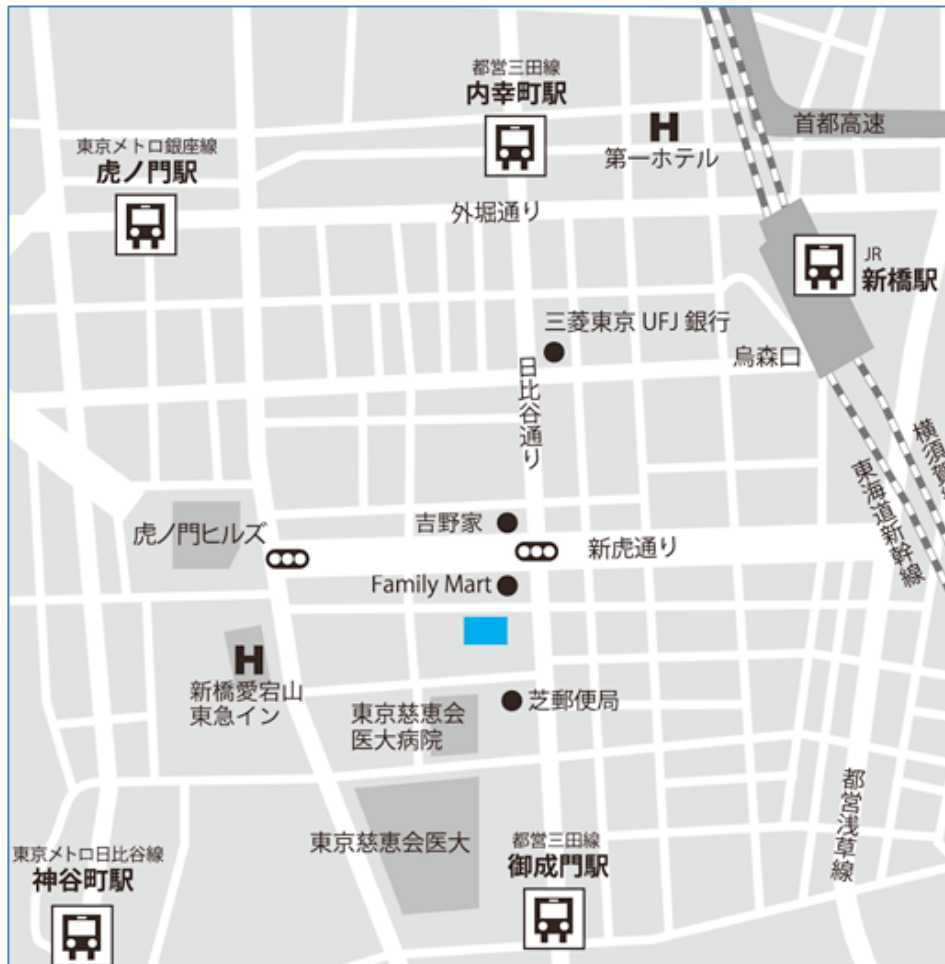 都営三田線
内幸町駅
首都高速
東京メトロ銀座線
虎ノ門駅
H
第一ホテル
外堀通り
JR
新橋駅
三菱東京 UFJ 銀行
烏森口
日比谷通り
横須賀
東海道新幹線
吉野家
虎ノ門ヒルズ
新虎通り
Family Mart
H
新橋愛宕山
東急イン
東京慈恵会
医大病院
芝郵便局
都営浅草線
東京慈恵会医大
都営三田線
御成門駅
東京メトロ日比谷線
神谷町駅